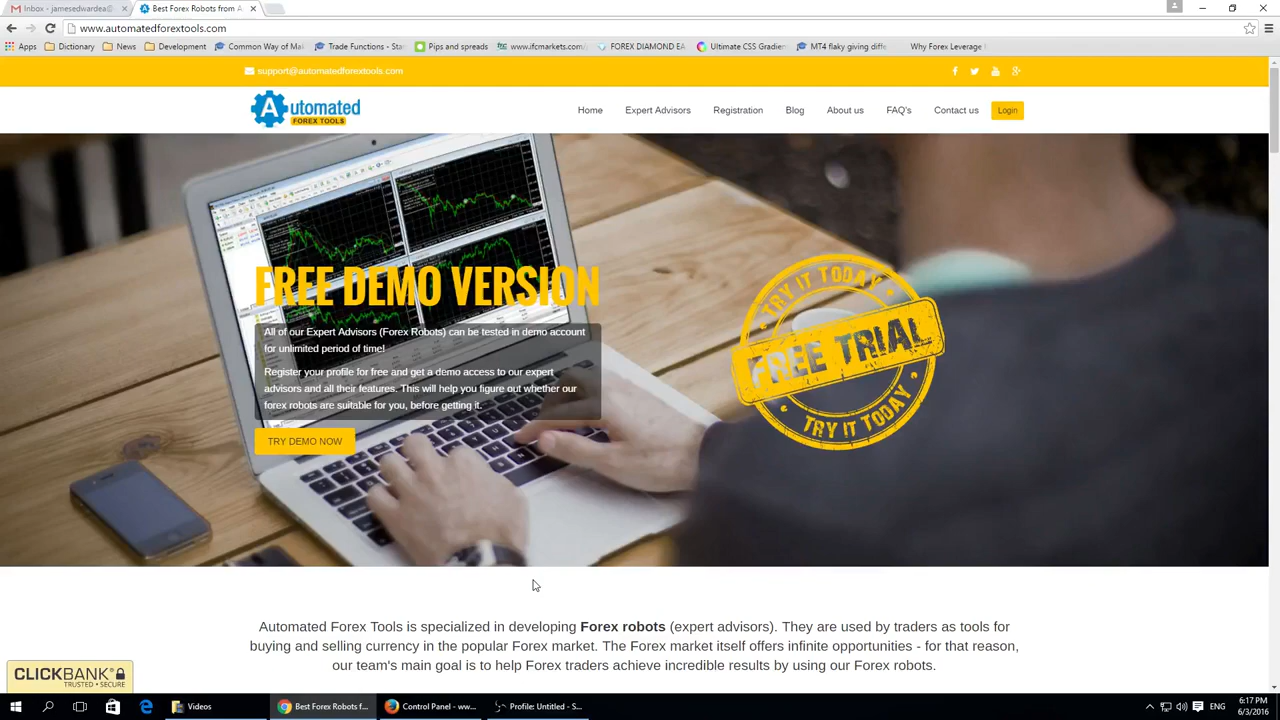 Inbox - jamesedwardea@
Best Forex Robots from A
www.automatedforextools.com
Apps
Dictionary
News
Development
Common Way of Mak
Trade Functions - Star
Pips and spreads
www.ifcmarkets.com/
FOREX DIAMOND EA
Ultimate CSS Gradien
MT4 flaky giving diffe
Why Forex Leverage
support@automatedforextools.com
Automated
FOREX TOOLS
Home
Expert Advisors
Registration
Blog
About us
FAQ's
Contact us
Login
FREE DEMO VERSION
All of our Expert Advisors (Forex Robots) can be tested in demo account
for unlimited period of time!
Register your profile for free and get a demo access to our expert
advisors and all their features. This will help you figure out whether our
forex robots are suitable for you, before getting it.
TRY DEMO NOW
TRY IT TODAY
FREE TRIAL
TRY IT TODAY
Automated Forex Tools is specialized in developing Forex robots (expert advisors). They are used by traders as tools for
buying and selling currency in the popular Forex market. The Forex market itself offers infinite opportunities - for that reason,
our team's main goal is to help Forex traders achieve incredible results by using our Forex robots.
CLICKBANK
TRUSTED • SECURE
Videos
Best Forex Robots f...
Control Panel - ww...
Profile: Untitled - S...
ENG
6:17 PM
6/3/2016